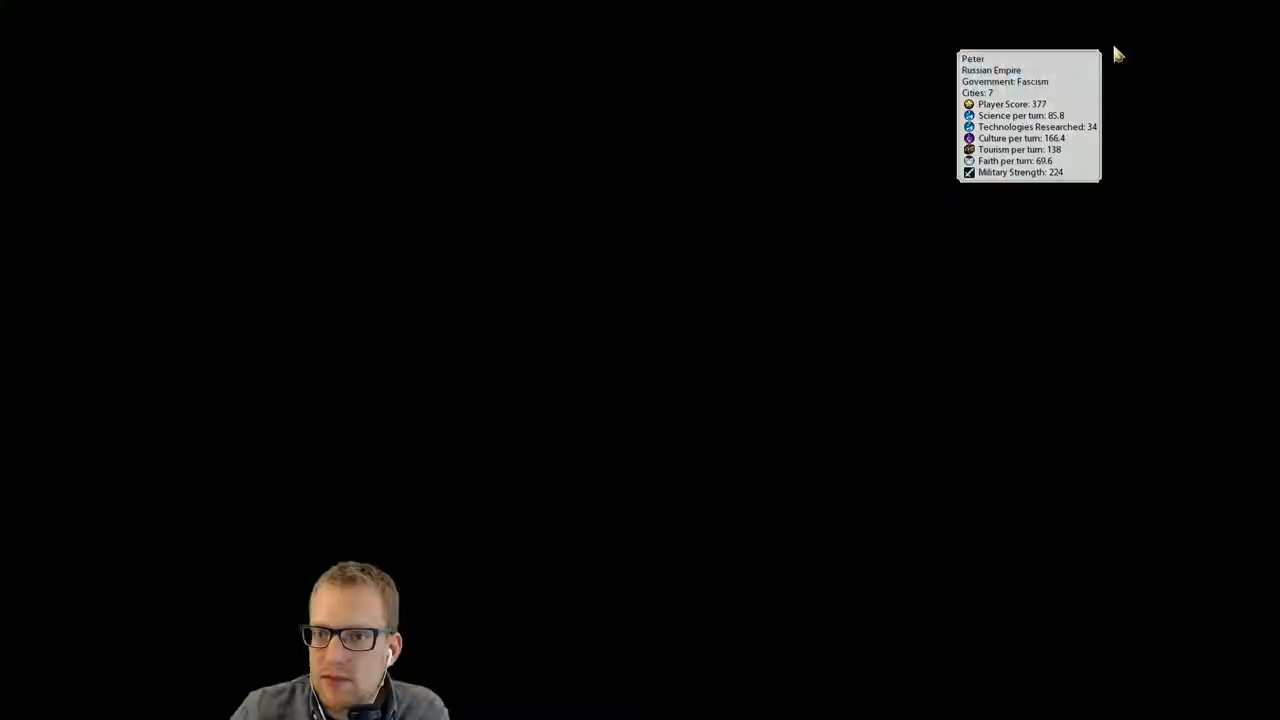 Peter
Russian Empire
Government: Fascism
Cities: 7
Player Score: 377
Science per turn: 85.8
Technologies Researched: 34
Culture per turn: 166.4
Tourism per turn: 138
Faith per turn: 69.6
Military Strength: 224